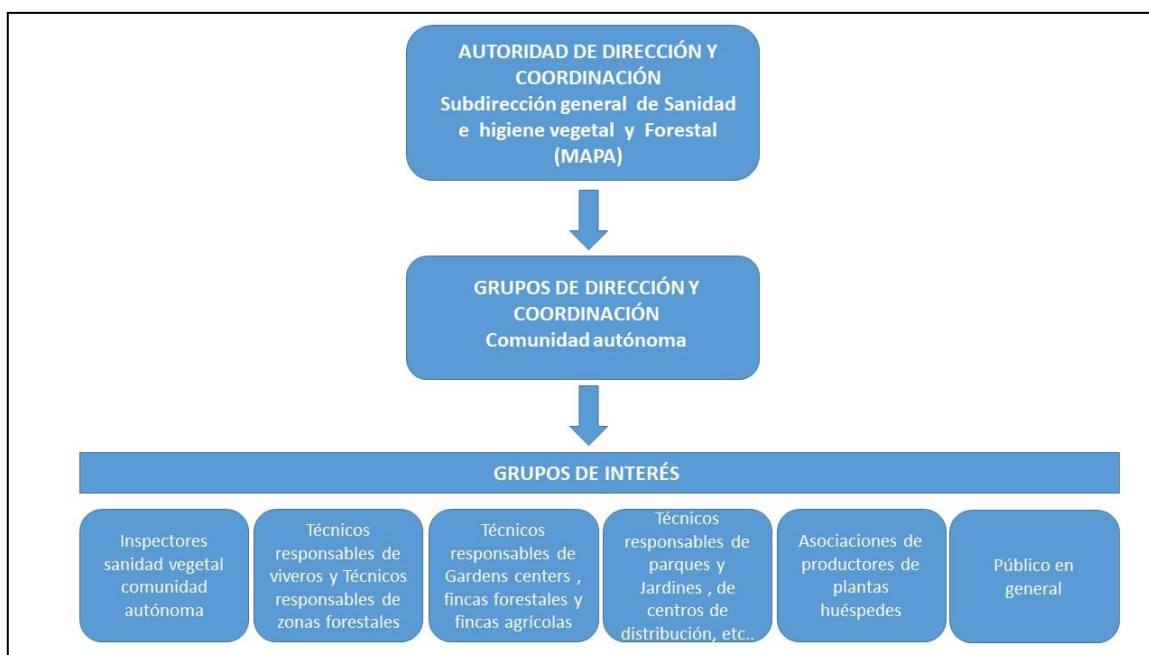 AUTORIDAD DE DIRECCIÓN Y
COORDINACIÓN
Subdirección general de Sanidad
e higiene vegetal y Forestal
(MAPA)
GRUPOS DE DIRECCIÓN Y
COORDINACIÓN
Comunidad autónoma
GRUPOS DE INTERÉS
Inspectores
sanidad vegetal
comunidad
autónoma
Técnicos
responsables de
viveros y Técnicos
responsables de
zonas forestales
Técnicos
responsables de
Gardens centers ,
fincas forestales y
fincas agrícolas
Técnicos
responsables de
parques y
Jardines , de
centros de
distribución, etc..
Asociaciones de
productores de
plantas
huéspedes
Público en
general